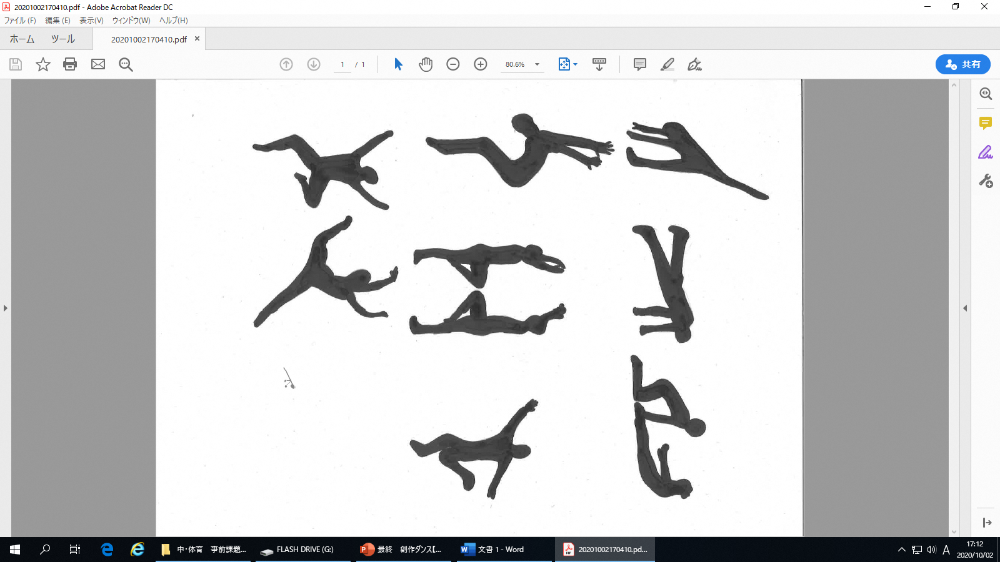 20201002170410.pdf - Adobe Acrobat Reader DC
ファイル(F) 編集(E) 表示(V) ウィンドウ(W) ヘルプ(H)
ホーム ツール 20201002170410.pdf ×
1 / 1 80.6% 共有
中・体育 事前課題... FLASH DRIVE (G:) 最終 創作ダンス【... 文書 1 - Word 20201002170410.pd... A 17:12
2020/10/02